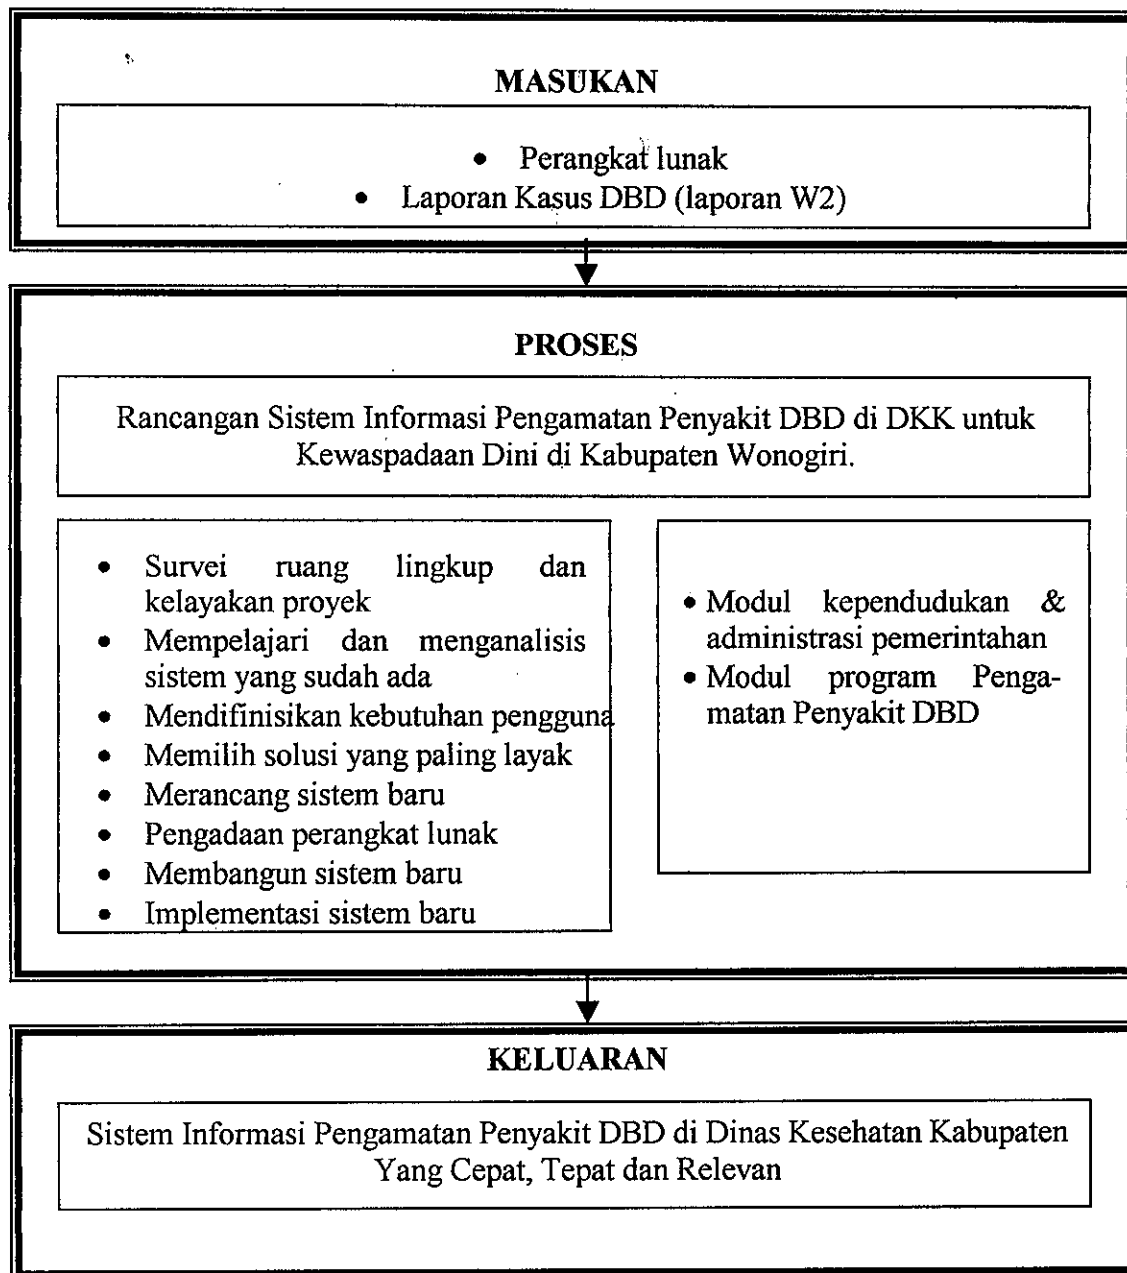 MASUKAN
• Perangkat lunak
• Laporan Kasus DBD (laporan W2)
PROSES
Rancangan Sistem Informasi Pengamatan Penyakit DBD di DKK untuk
Kewaspadaan Dini di Kabupaten Wonogiri.
• Survei ruang lingkup dan
kelayakan proyek
• Mempelajari dan menganalisis
sistem yang sudah ada
• Mendifinisikan kebutuhan pengguna
• Memilih solusi yang paling layak
• Merancang sistem baru
• Pengadaan perangkat lunak
• Membangun sistem baru
• Implementasi sistem baru
• Modul kependudukan &
administrasi pemerintahan
• Modul program Penga-
matan Penyakit DBD
KELUARAN
Sistem Informasi Pengamatan Penyakit DBD di Dinas Kesehatan Kabupaten
Yang Cepat, Tepat dan Relevan